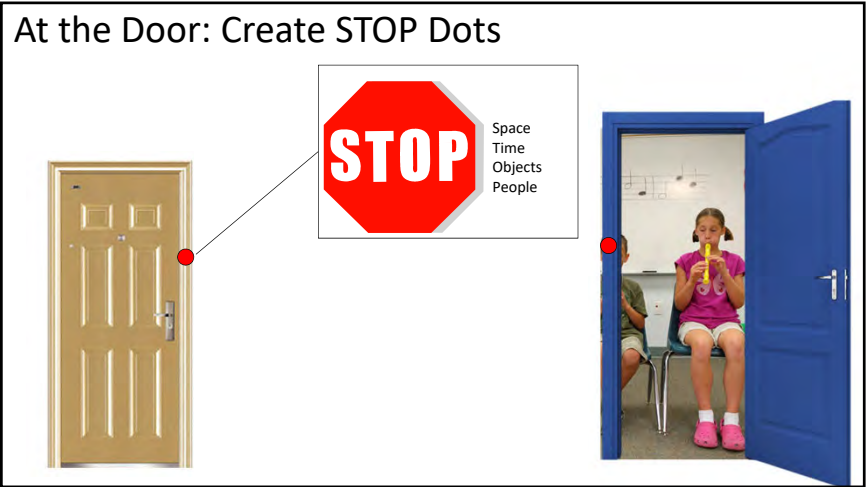 At the Door: Create STOP Dots
STOP
Space
Time
Objects
People